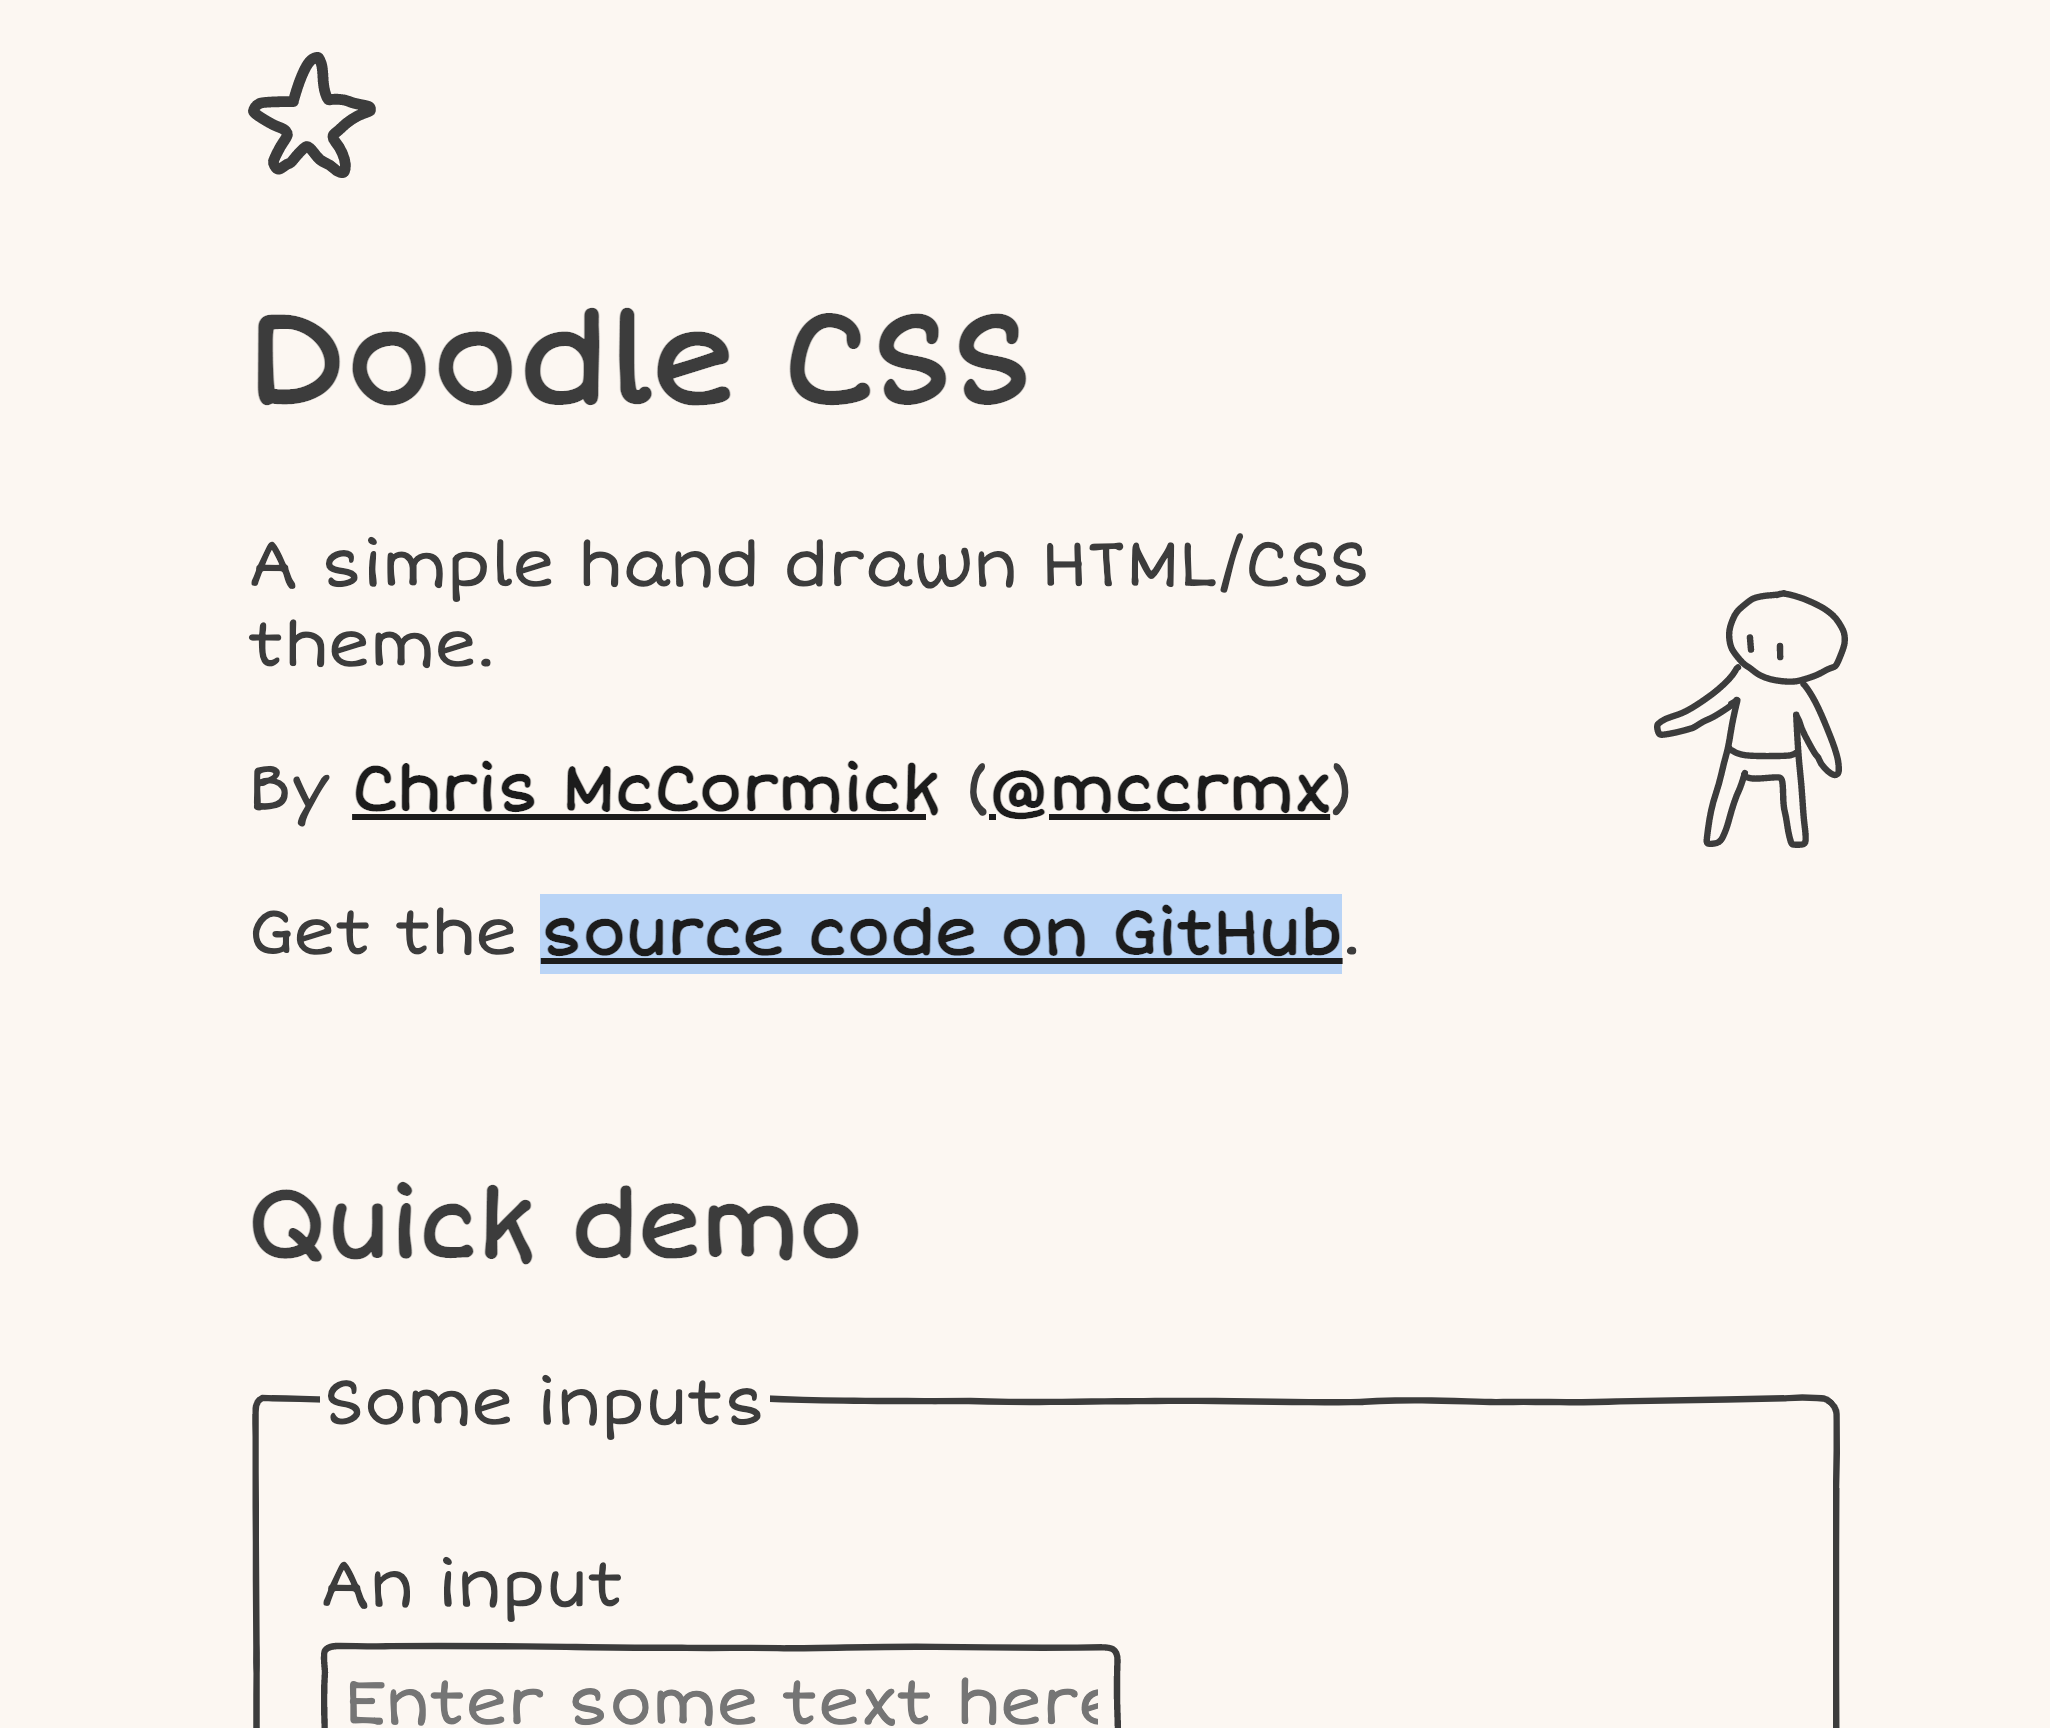 Doodle CSS
A simple hand drawn HTML/CSS
theme.
By Chris McCormick (@mccrmx)
Get the source code on GitHub.
Quick demo
Some inputs
An input
Enter some text here